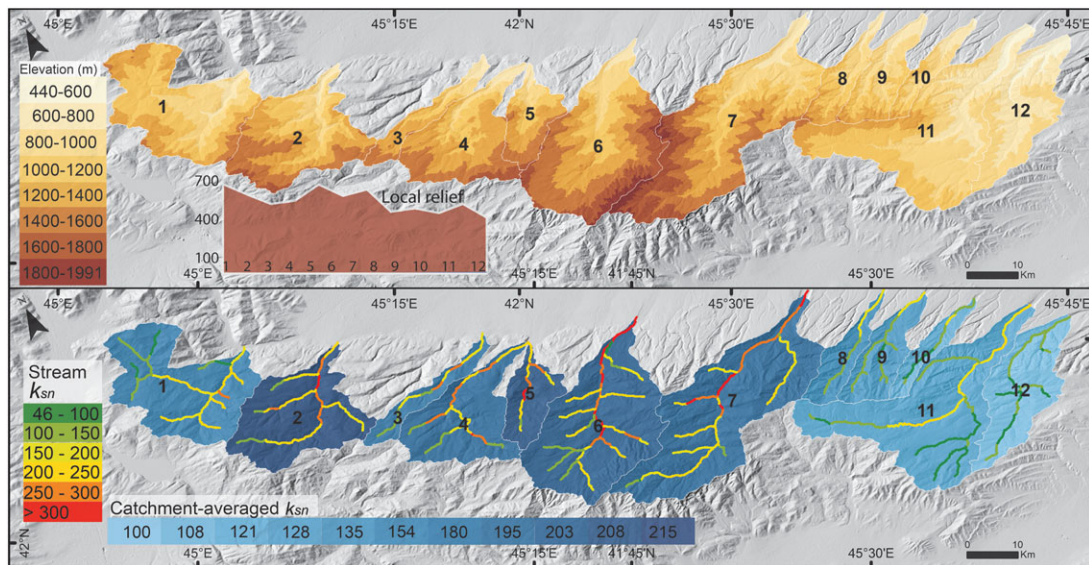 45°E 45°15'E 42°N 45°30'E 45°45'E
N
Elevation (m)
440-600
600-800
800-1000
1000-1200
1200-1400
1400-1600
1600-1800
1800-1991
1 2 3 4 5 6 7 8 9 10 11 12
700
400
100
Local relief
1 2 3 4 5 6 7 8 9 10 11 12
0 10
Km
45°E 45°15'E 41°45'N 45°30'E
45°E 45°15'E 42°N 45°30'E 45°45'E
N
Stream
ksn
46 - 100
100 - 150
150 - 200
200 - 250
250 - 300
> 300
1 2 3 4 5 6 7 8 9 10 11 12
Catchment-averaged ksn
100 108 121 128 135 154 180 195 203 208 215
0 10
Km
42°N 45°E 45°15'E 41°45'N 45°30'E